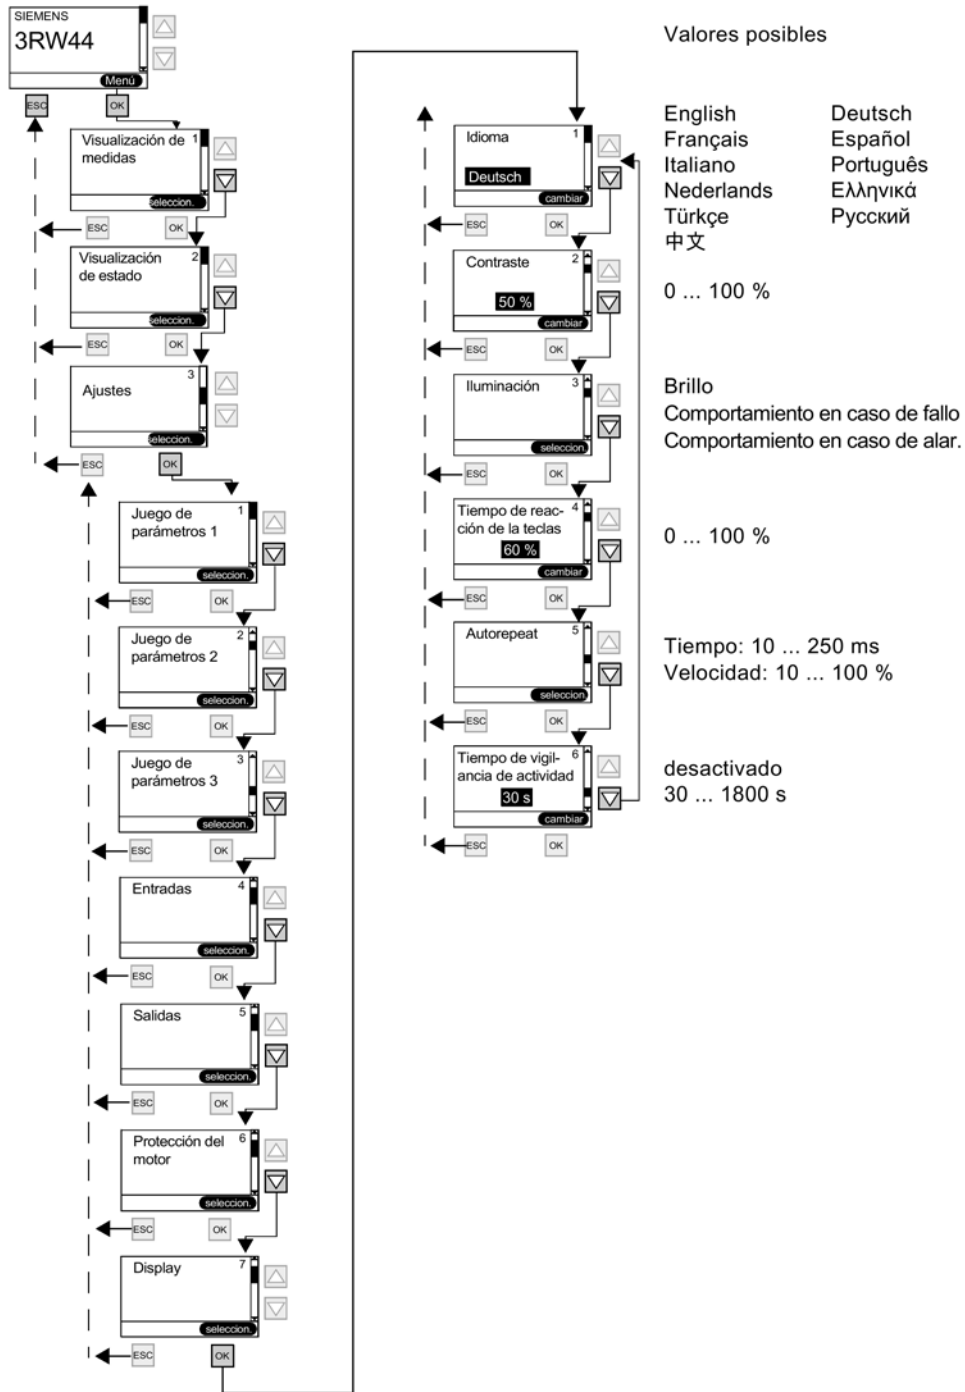 SIEMENS
3RW44
Menú
ESC
OK
Visualización de 1
medidas
seleccion.
ESC
OK
Visualización 2
de estado
seleccion.
ESC
OK
3
Ajustes
seleccion.
ESC
OK
Juego de 1
parámetros 1
seleccion.
ESC
OK
Juego de 2
parámetros 2
seleccion.
ESC
OK
Juego de 3
parámetros 3
seleccion.
ESC
OK
Entradas 4
seleccion.
ESC
OK
Salidas 5
seleccion.
ESC
OK
Protección del 6
motor
seleccion.
ESC
OK
Display 7
seleccion.
ESC
OK
Idioma 1
Deutsch
cambiar
ESC
OK
Contraste 2
50 %
cambiar
ESC
OK
Iluminación 3
seleccion.
ESC
OK
Tiempo de reac- 4
ción de la teclas
60 %
cambiar
ESC
OK
Autorepeat 5
seleccion.
ESC
OK
Tiempo de vigil- 6
ancia de actividad
30 s
cambiar
ESC
OK
Valores posibles
English Deutsch
Français Español
Italiano Português
Nederlands Ελληνικά
Türkçe Русский
中文
0 ... 100 %
Brillo
Comportamiento en caso de fallo
Comportamiento en caso de alar.
0 ... 100 %
Tiempo: 10 ... 250 ms
Velocidad: 10 ... 100 %
desactivado
30 ... 1800 s